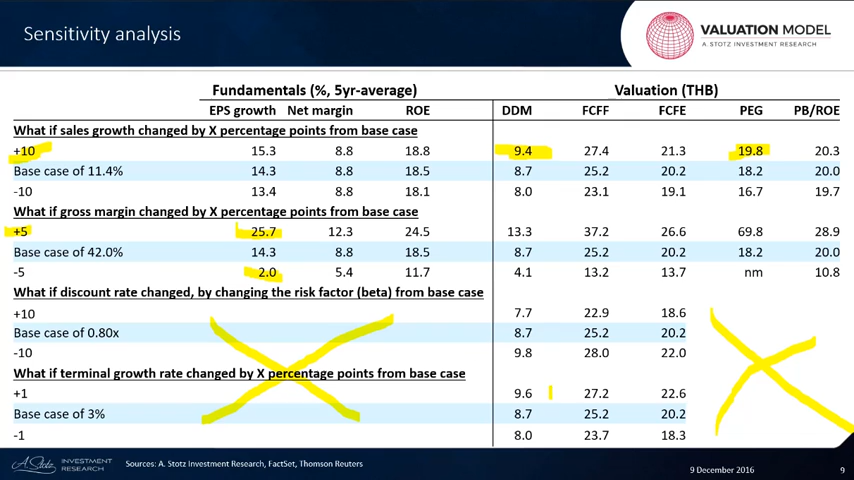 Sensitivity analysis
VALUATION MODEL
A STOTZ INVESTMENT RESEARCH
Fundamentals (%, 5yr-average) Valuation (THB)
EPS growth Net margin ROE DDM FCFF FCFE PEG PB/ROE
What if sales growth changed by X percentage points from base case
+10 15.3 8.8 18.8 9.4 27.4 21.3 19.8 20.3
Base case of 11.4% 14.3 8.8 18.5 8.7 25.2 20.2 18.2 20.0
-10 13.4 8.8 18.1 8.0 23.1 19.1 16.7 19.7
What if gross margin changed by X percentage points from base case
+5 25.7 12.3 24.5 13.3 37.2 26.6 69.8 28.9
Base case of 42.0% 14.3 8.8 18.5 8.7 25.2 20.2 18.2 20.0
-5 2.0 5.4 11.7 4.1 13.2 13.7 nm 10.8
What if discount rate changed, by changing the risk factor (beta) from base case
+10 7.7 22.9 18.6
Base case of 0.80x 8.7 25.2 20.2
-10 9.8 28.0 22.0
What if terminal growth rate changed by X percentage points from base case
+1 9.6 27.2 22.6
Base case of 3% 8.7 25.2 20.2
-1 8.0 23.7 18.3
A. Stotz INVESTMENT RESEARCH
Sources: A. Stotz Investment Research, FactSet, Thomson Reuters
9 December 2016 9